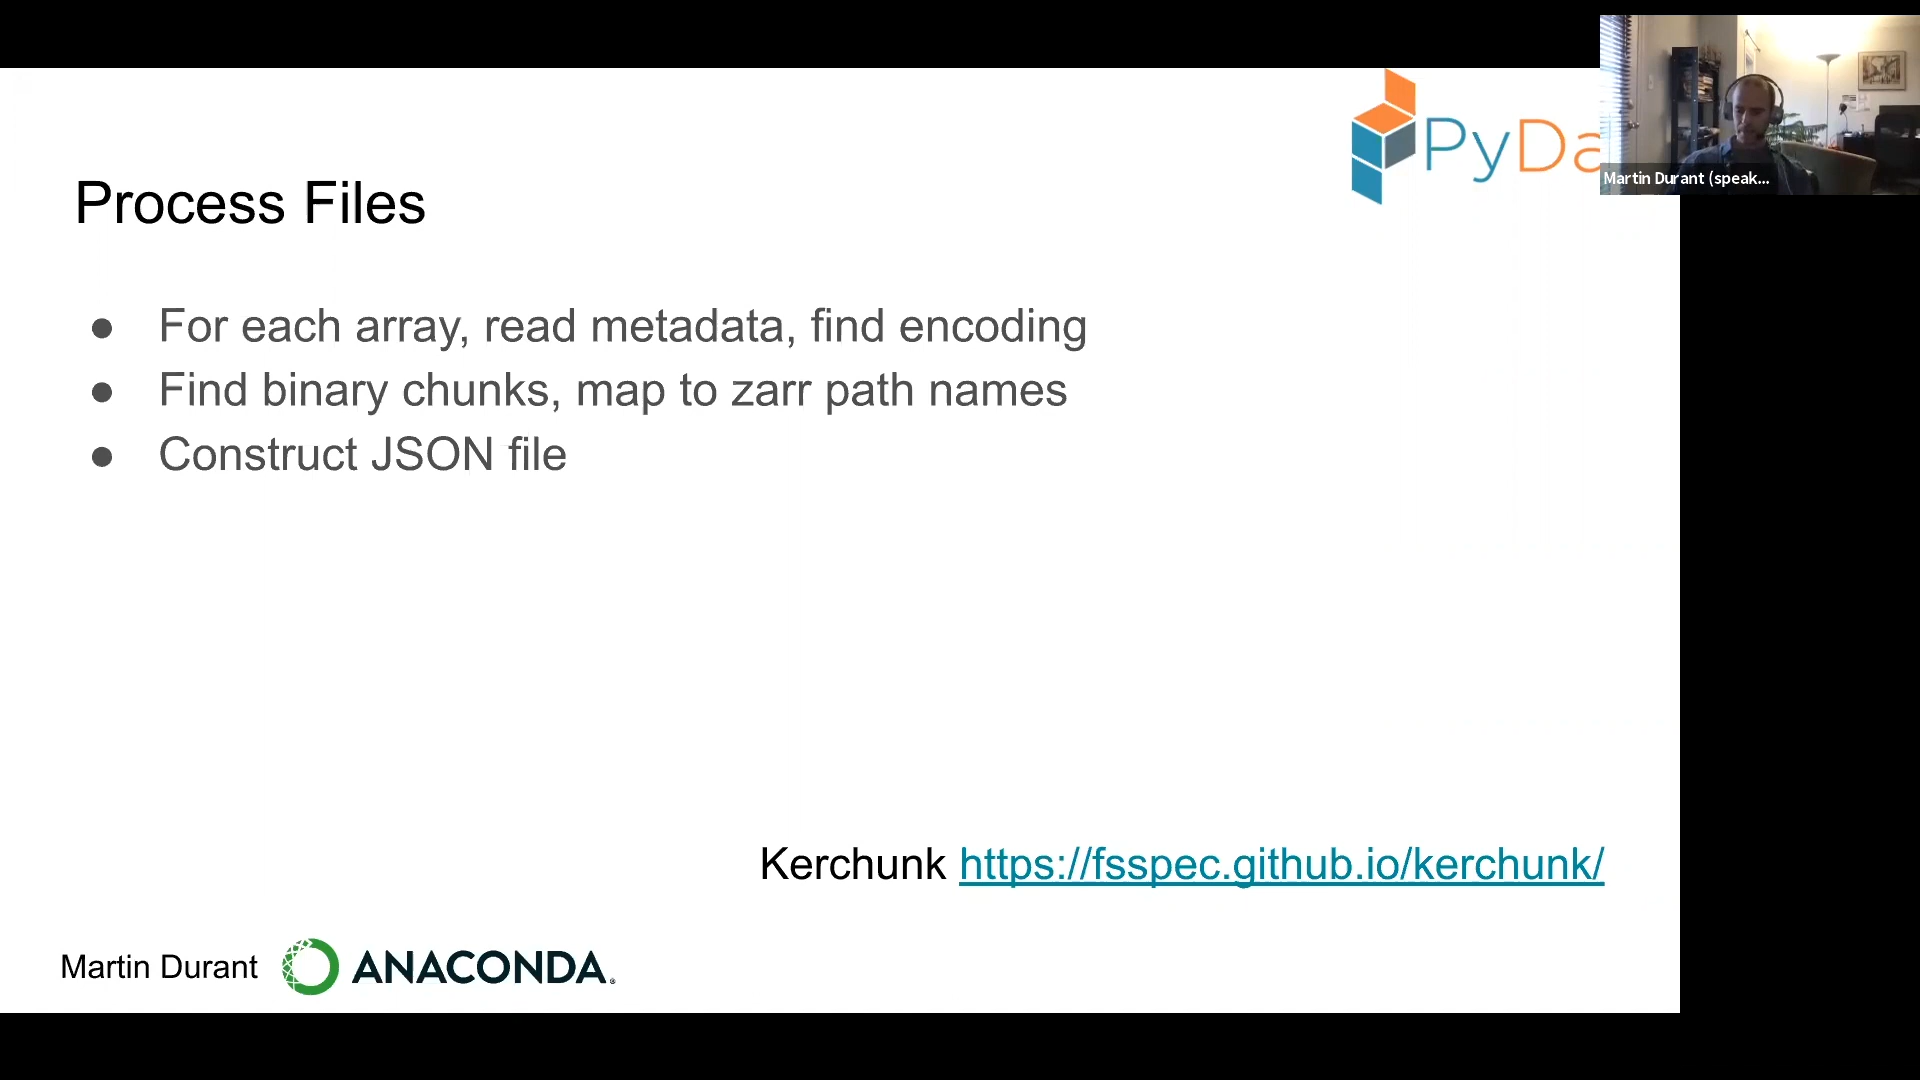 PyDa
Martin Durant (speak...
Process Files
● For each array, read metadata, find encoding
● Find binary chunks, map to zarr path names
● Construct JSON file
Kerchunk https://fsspec.github.io/kerchunk/
Martin Durant ANACONDA®